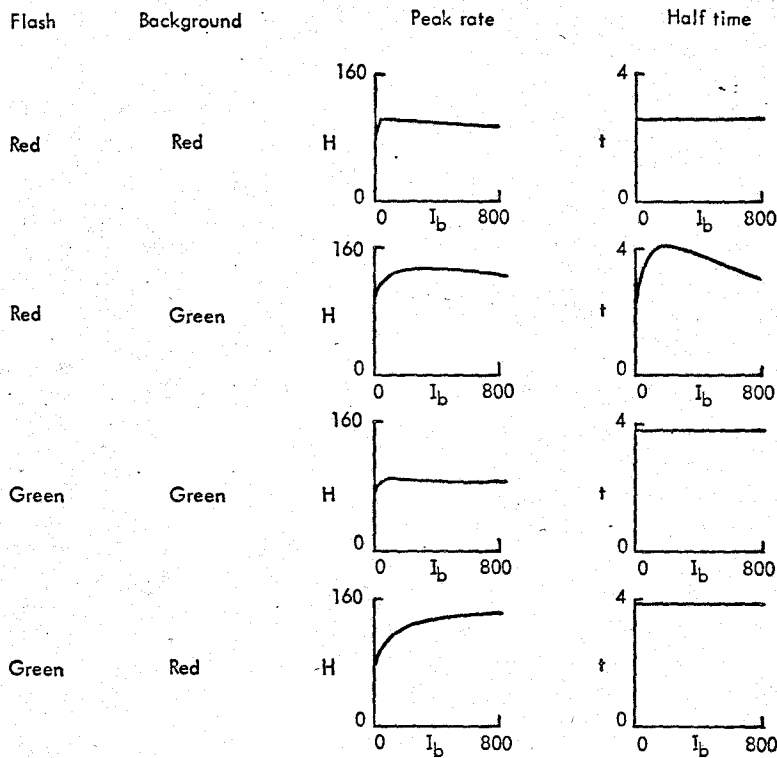 Flash Background Peak rate Half time
160 4
Red Red H t
0 0
0 I_b 800 0 I_b 800
160 4
Red Green H t
0 0
0 I_b 800 0 I_b 800
160 4
Green Green H t
0 0
0 I_b 800 0 I_b 800
160 4
Green Red H t
0 0
0 I_b 800 0 I_b 800